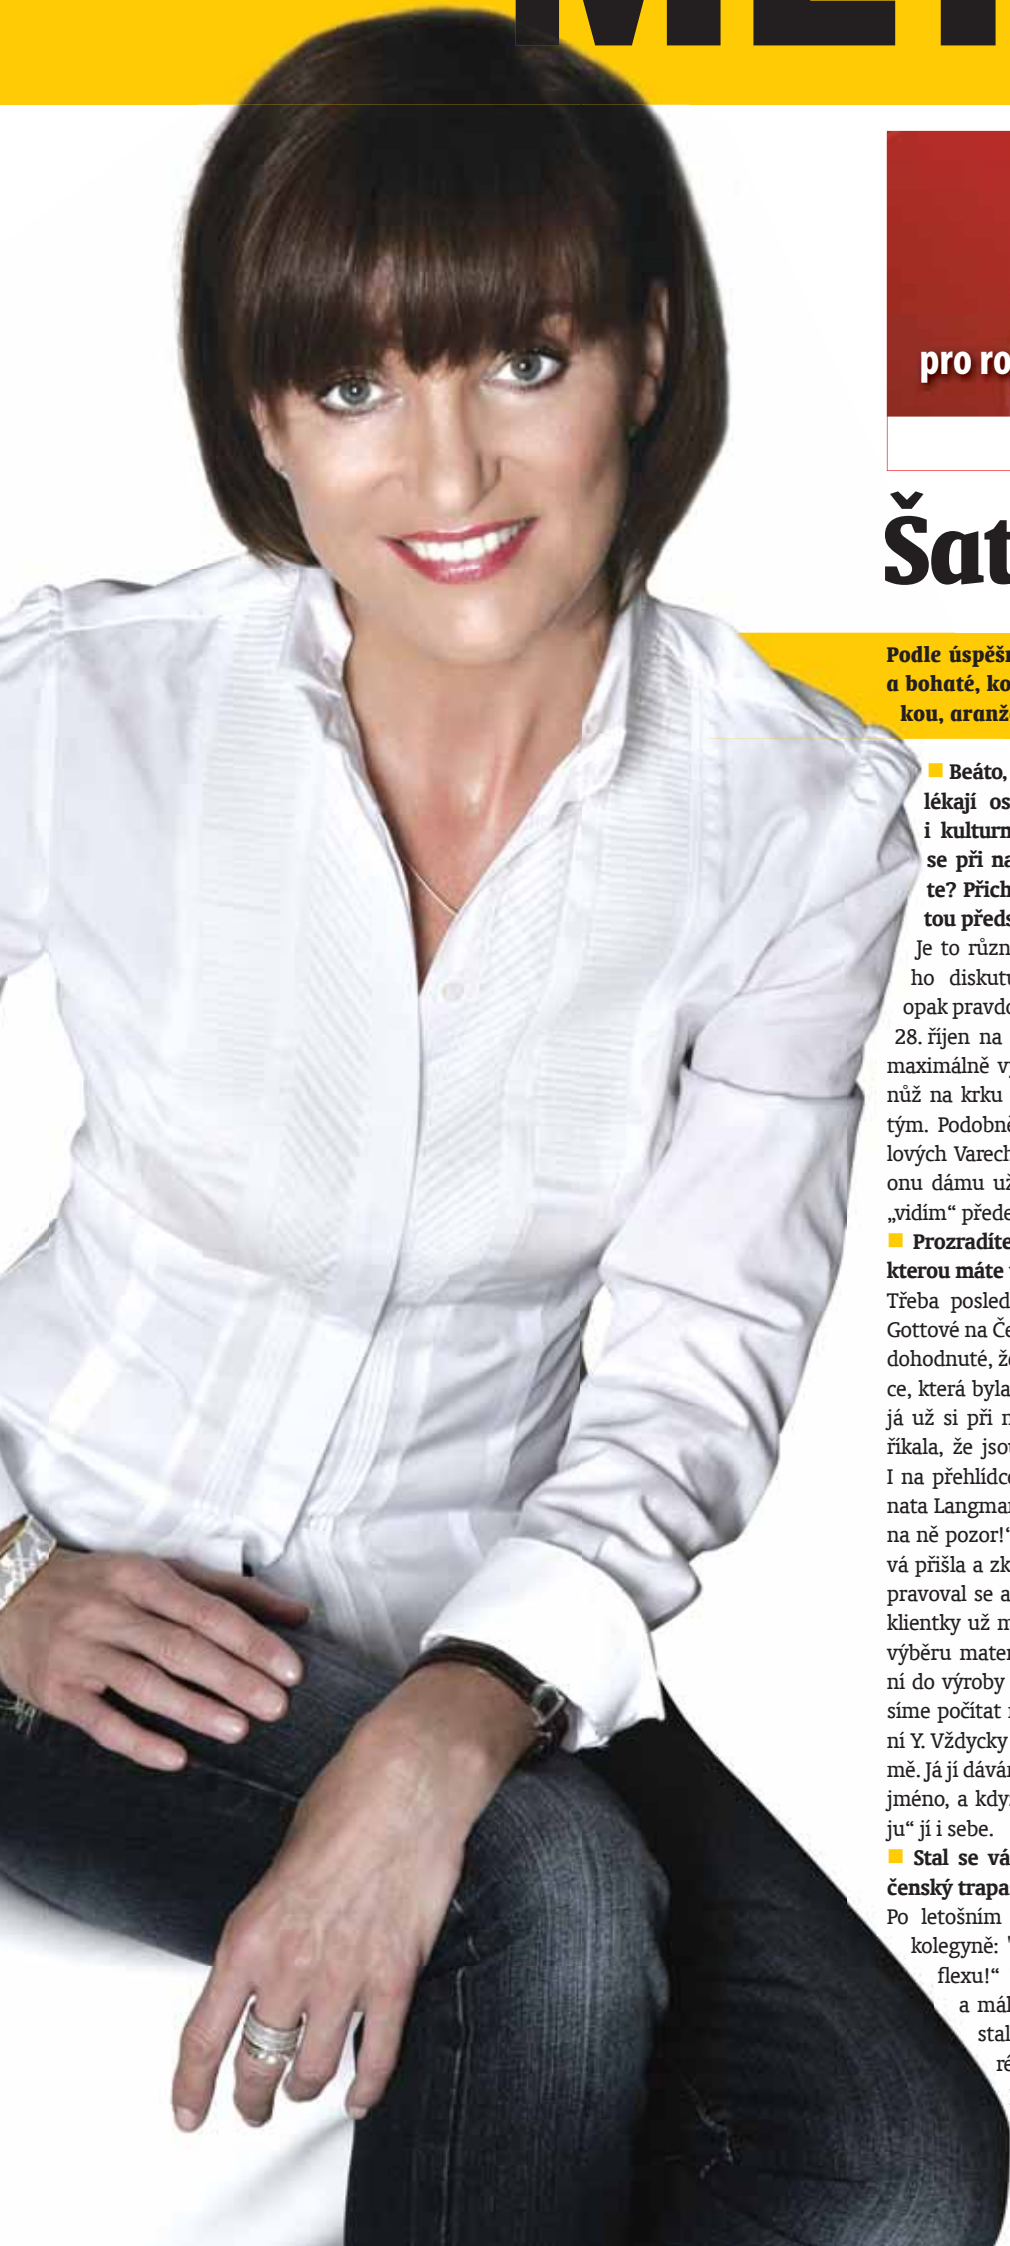 pro ro
Šat
Podle úspěšn
a bohaté, ko
kou, aranž
■ Beáto,
lékají os
i kulturn
se při na
te? Přich
tou předs
Je to různ
ho diskutu
opak pravdo
28. říjen na
maximálně vy
nůž na krku
tým. Podobně
lových Varech
onu dámu už
„vidím“ přede
■ Prozradíte
kterou máte
Třeba posled
Gottové na Če
dohodnuté, že
ce, která byla
já už si při n
říkala, že jsou
I na přehlídce
nata Langman
na ně pozor!“
vá přišla a zk
pravoval se a
klientky už m
výběru mater
ní do výroby
síme počítat
ní Y. Vždycky
mě. Já jí dávám
jméno, a když
ju“ jí i sebe.
■ Stal se vá
čenský trapa
Po letošním
kolegyně:
flexu!“
a mál
stal
ré